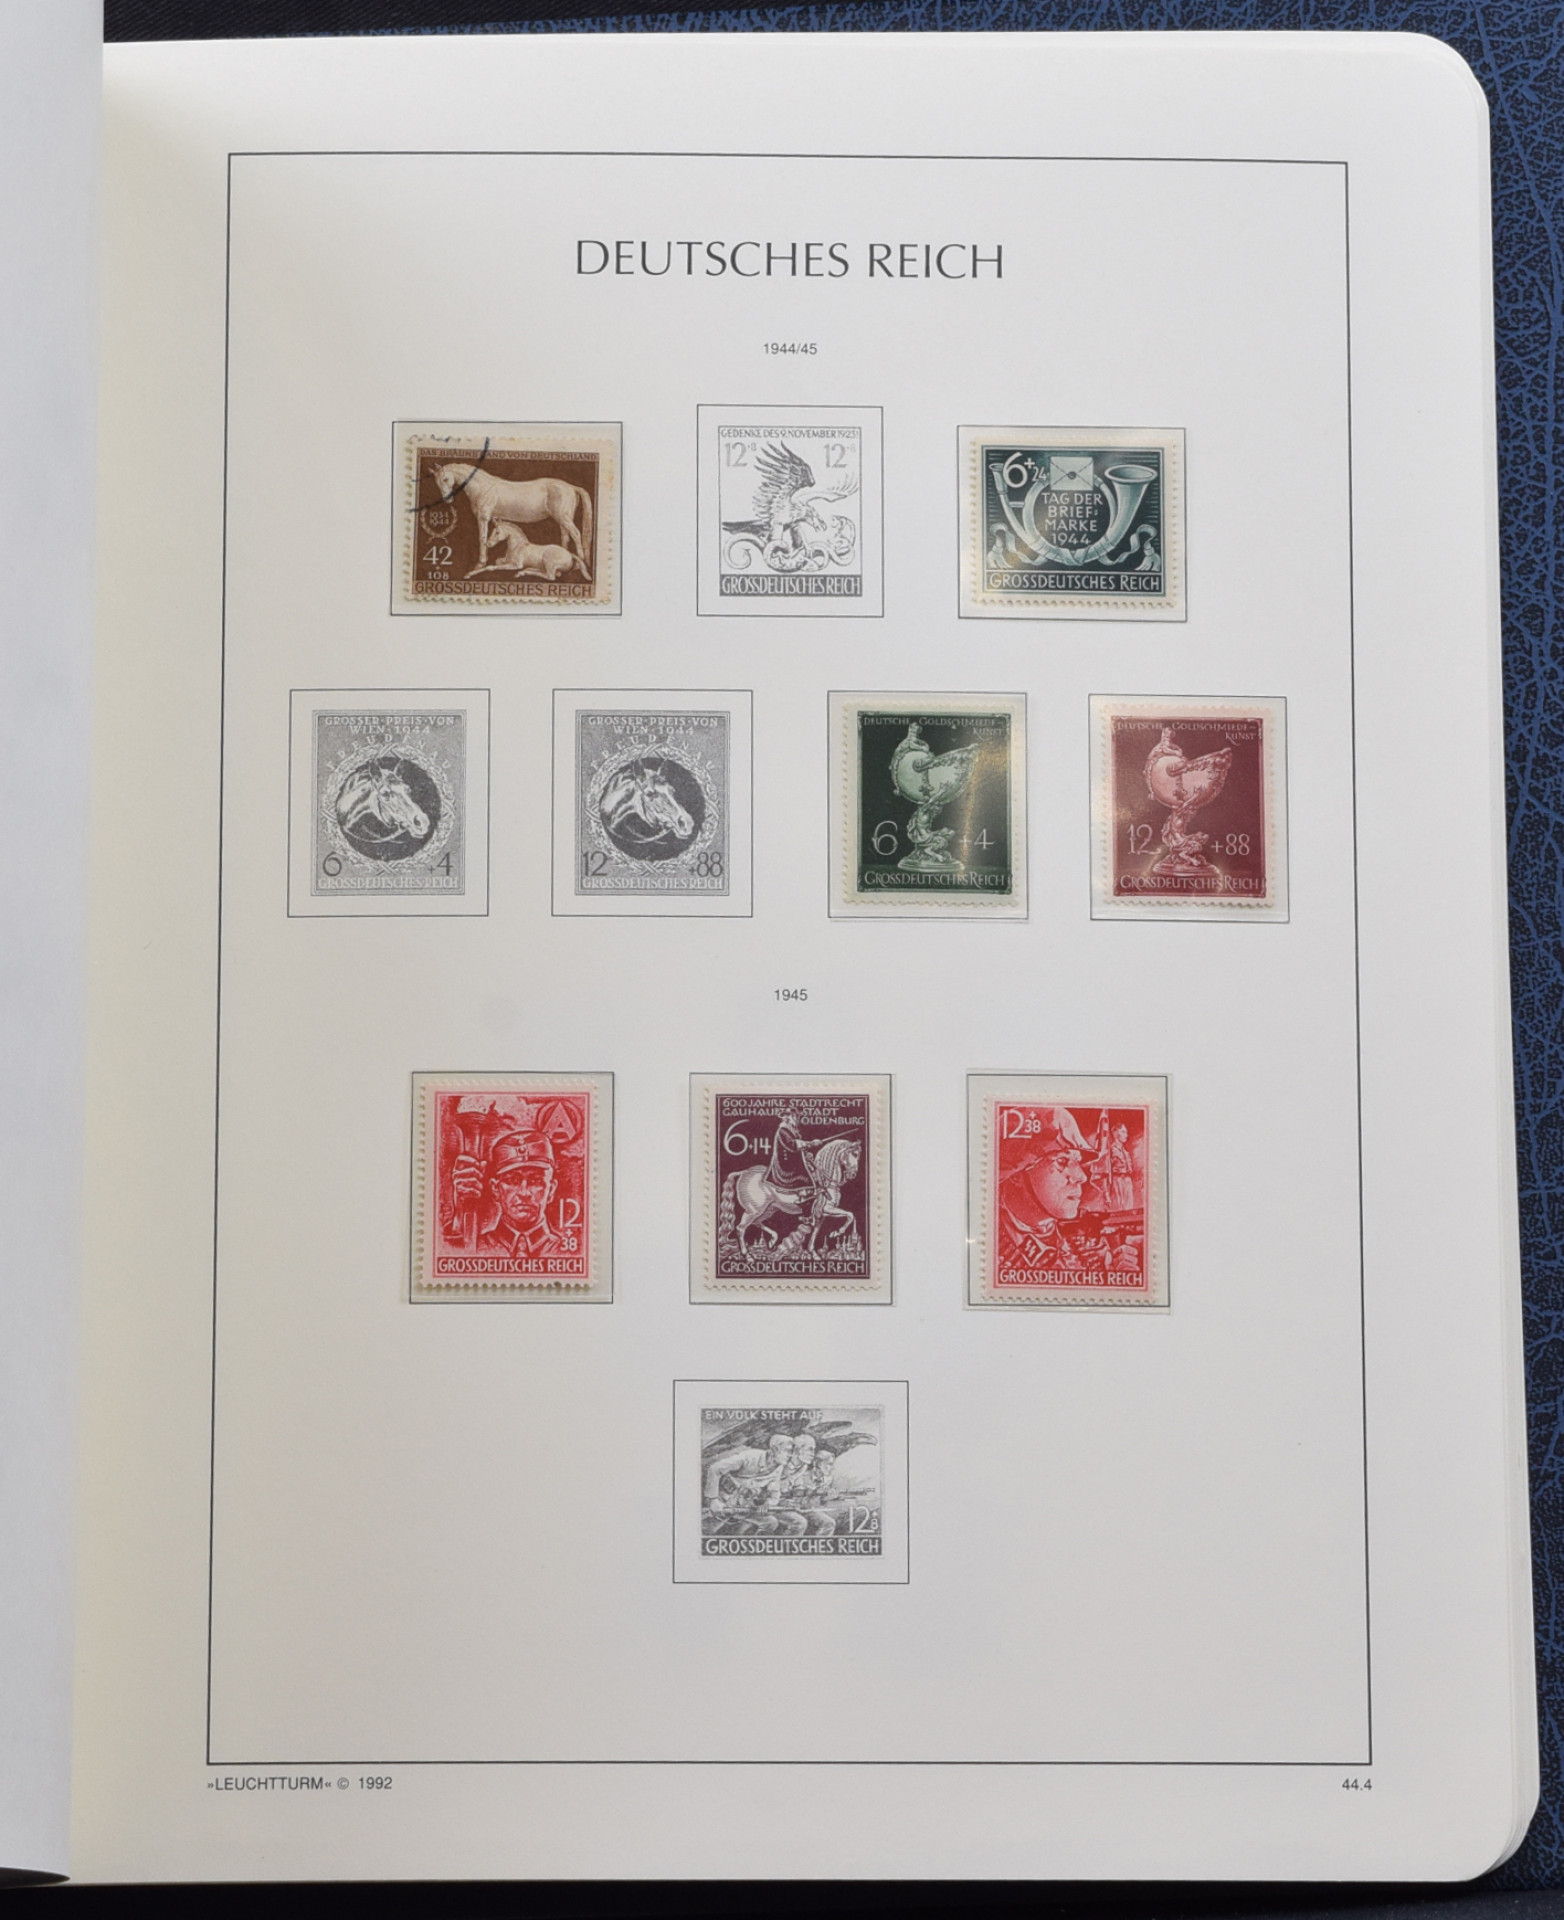 DEUTSCHES REICH
1944/45
DAS BRAUNE BAND VON DEUTSCHLAND
1934
1944
42
+
108
GROSSDEUTSCHES REICH
GEDENKE DES 9. NOVEMBER 1923!
12+8 12+8
GROSSDEUTSCHES REICH
6+24
TAG DER
BRIEF=
MARKE
1944
GROSSDEUTSCHES REICH
GROSSER·PREIS·VON
WIEN·1944
FREUDENAU
6 +4
GROSSDEUTSCHES REICH
GROSSER·PREIS·VON
WIEN·1944
FREUDENAU
12 +88
GROSSDEUTSCHES REICH
DEUTSCHE GOLDSCHMIEDE-
KUNST
6 +4
GROSSDEUTSCHES REICH
DEUTSCHE GOLDSCHMIEDE-
KUNST
12 +88
GROSSDEUTSCHES REICH
1945
12
+
38
GROSSDEUTSCHES REICH
600 JAHRE STADTRECHT
GAUHAUPTSTADT
OLDENBURG
6+14
GROSSDEUTSCHES REICH
12+38
GROSSDEUTSCHES REICH
EIN VOLK STEHT AUF
12+8
GROSSDEUTSCHES REICH
»LEUCHTTURM« © 1992
44.4